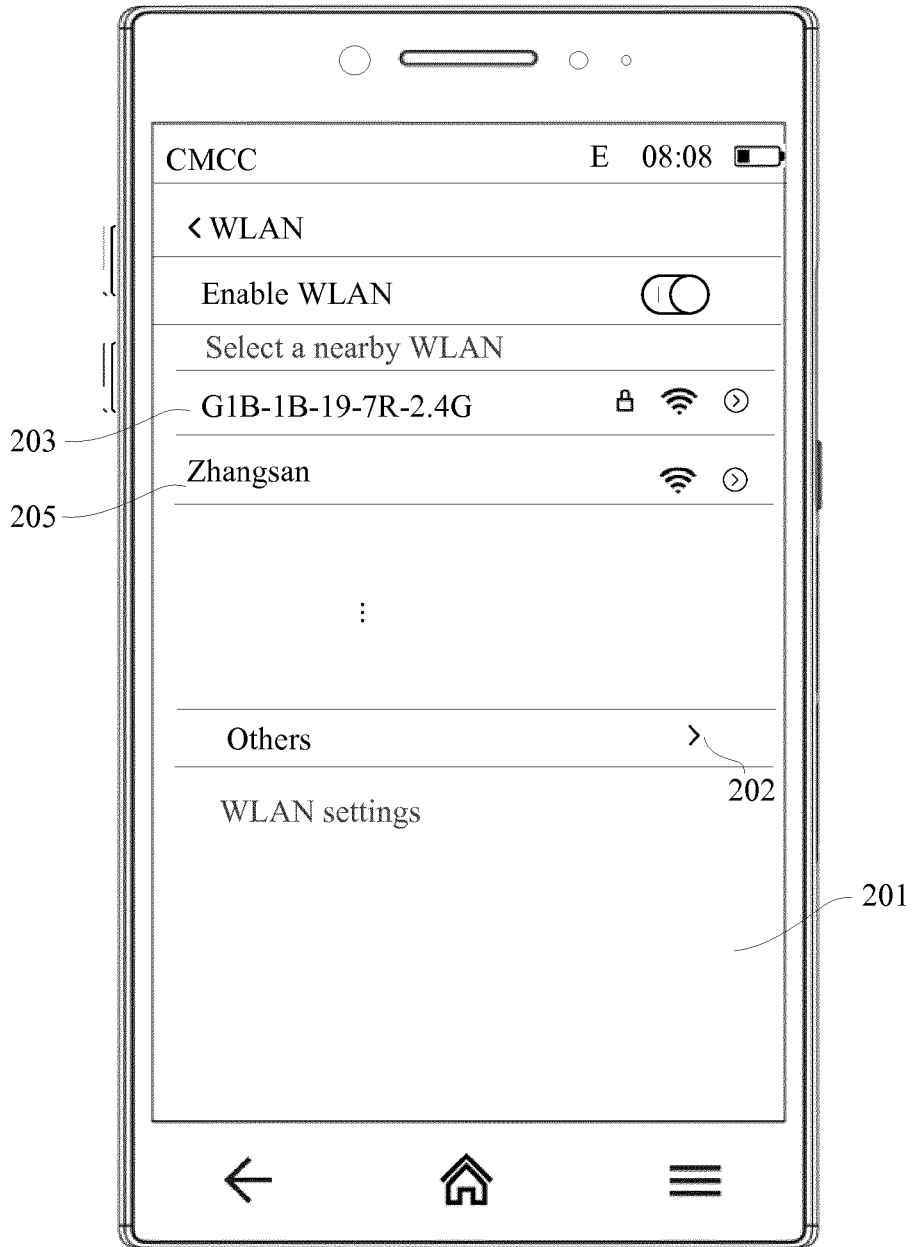 CMCC E 08:08
< WLAN
Enable WLAN
Select a nearby WLAN
G1B-1B-19-7R-2.4G
203
Zhangsan
205
⋮
Others >
202
WLAN settings
201